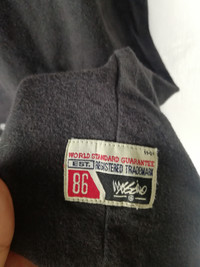 WORLD STANDARD GUARANTEE
EST. REGISTERED TRADEMARK
86